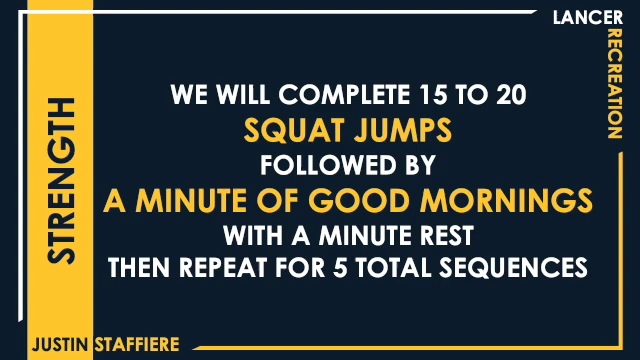 LANCER
RECREATION
STRENGTH
WE WILL COMPLETE 15 TO 20
SQUAT JUMPS
FOLLOWED BY
A MINUTE OF GOOD MORNINGS
WITH A MINUTE REST
THEN REPEAT FOR 5 TOTAL SEQUENCES
JUSTIN STAFFIERE